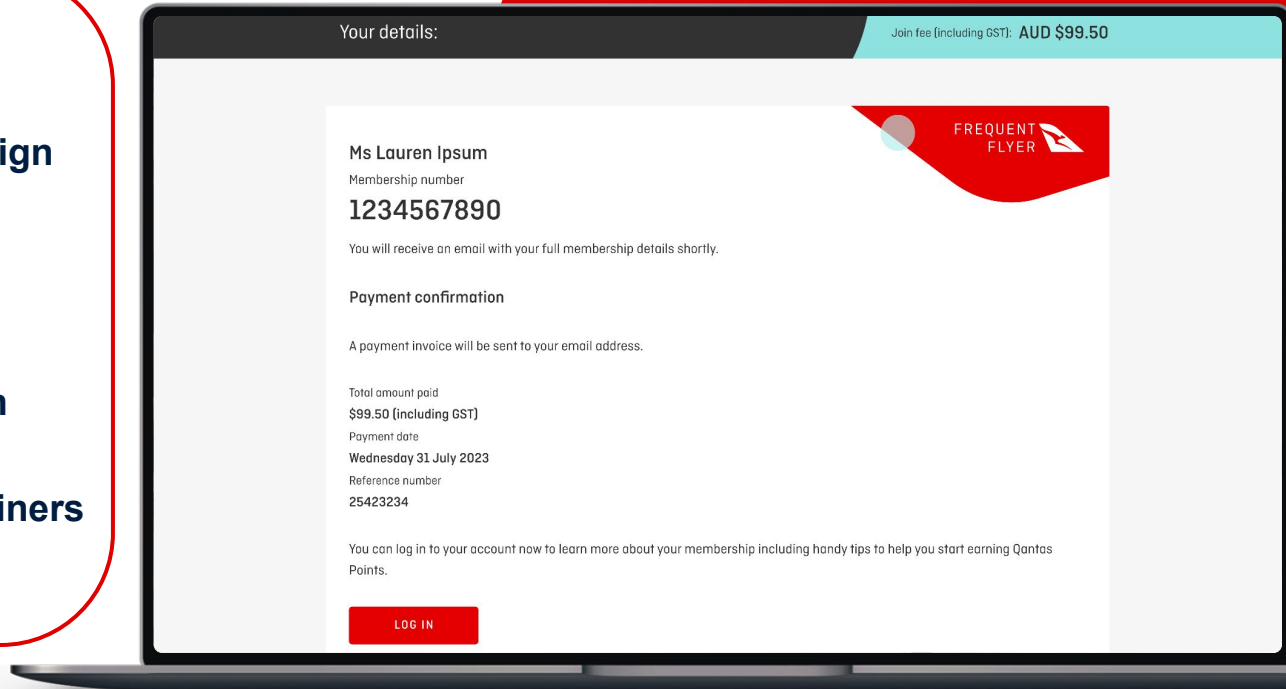 ign
n
iners
Your details:
Join fee (including GST): AUD $99.50
FREQUENT
FLYER
Ms Lauren Ipsum
Membership number
1234567890
You will receive an email with your full membership details shortly.
Payment confirmation
A payment invoice will be sent to your email address.
Total amount paid
$99.50 (including GST)
Payment date
Wednesday 31 July 2023
Reference number
25423234
You can log in to your account now to learn more about your membership including handy tips to help you start earning Qantas
Points.
LOG IN